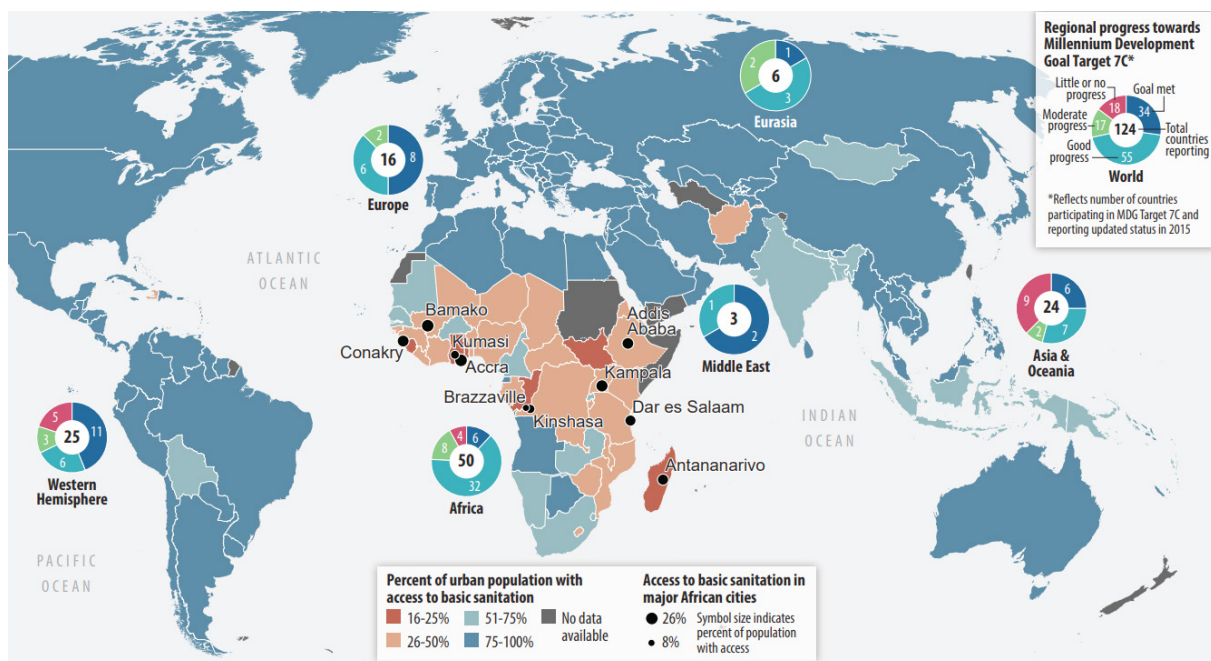 Regional progress towards
Millennium Development
Goal Target 7C*
Little or no
progress
Goal met
18
34
Moderate
progress
17
124
Total
countries
reporting
Good
progress
55
World
*Reflects number of countries
participating in MDG Target 7C and
reporting updated status in 2015
2
1
6
3
Eurasia
2
16
8
6
Europe
ATLANTIC
OCEAN
1
3
2
Middle East
9
6
24
2
7
Asia &
Oceania
Bamako
Addis
Ababa
Conakry
Kumasi
Accra
Kampala
Brazzaville
Kinshasa
Dar es Salaam
INDIAN
OCEAN
Antananarivo
5
11
25
3
6
Western
Hemisphere
4
6
8
50
32
Africa
PACIFIC
OCEAN
Percent of urban population with
access to basic sanitation
16-25%
51-75%
No data
available
26-50%
75-100%
Access to basic sanitation in
major African cities
26%
8%
Symbol size indicates
percent of population
with access